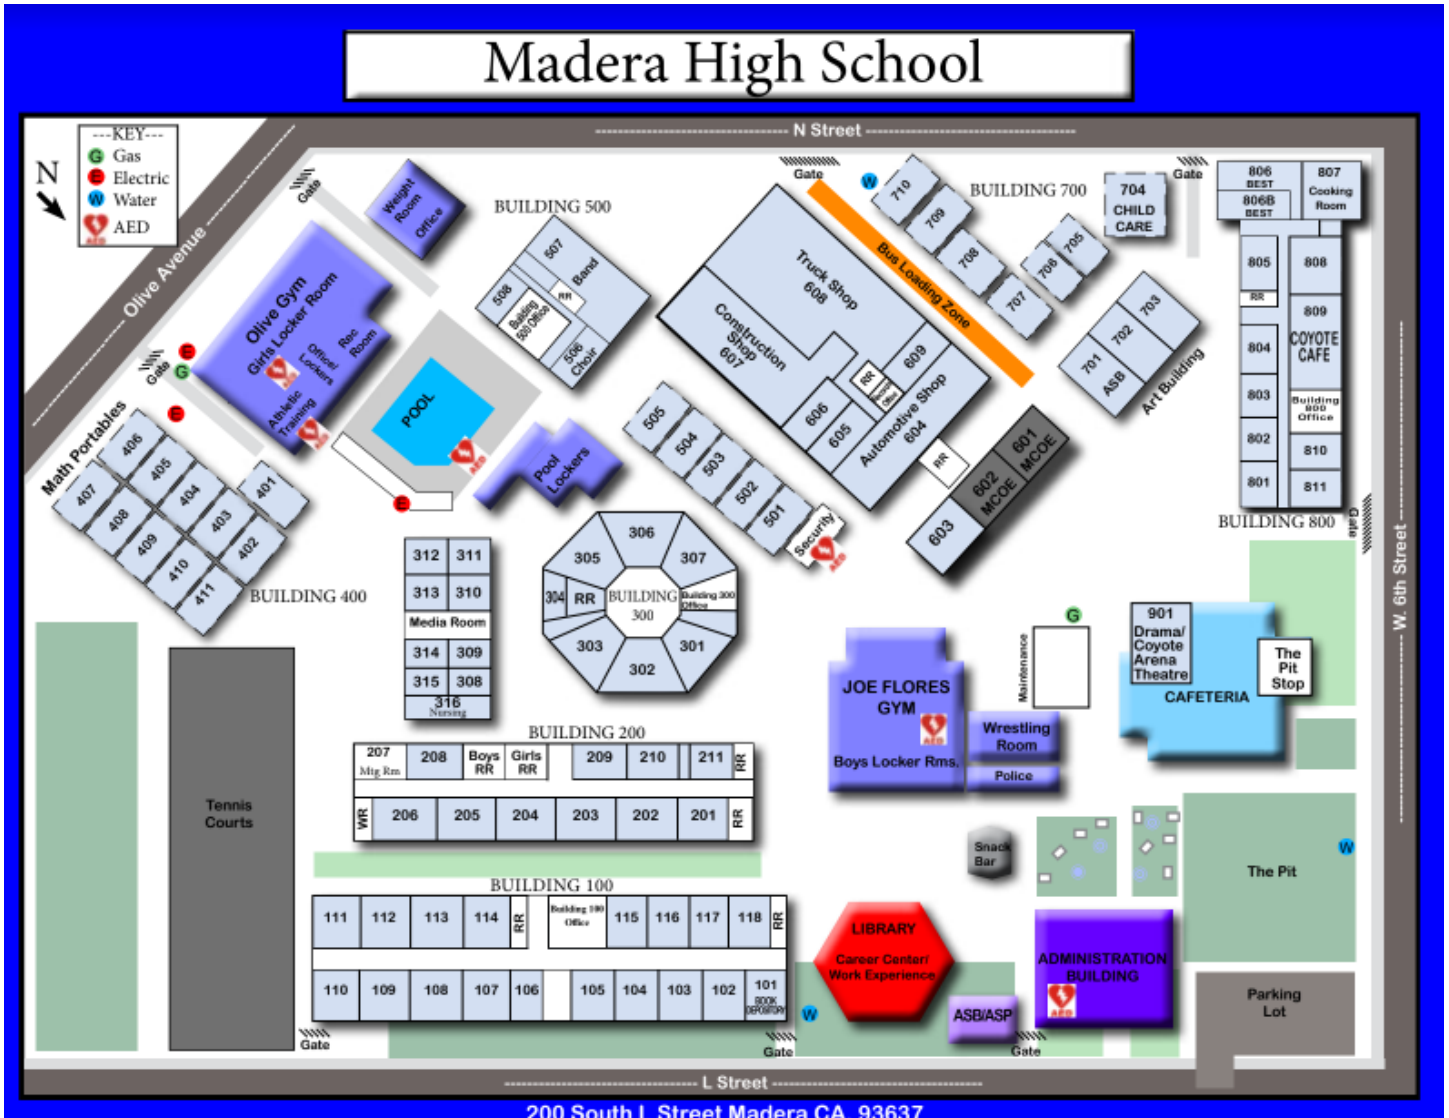 Madera High School
---KEY---
G Gas
E Electric
W Water
AED AED
N
N Street
Olive Avenue
W. 6th Street
L Street
Gate
Weight
Room
Office
BUILDING 500
507
Band
508
RR
Building
500 Office
506
Choir
Gate
W
710
709
708
707
BUILDING 700
706
705
704
CHILD
CARE
Gate
Bus Loading Zone
Truck Shop
608
Construction
Shop
607
RR
609
606
605
Automotive Shop
604
RR
703
702
701
ASB
Art Building
806
BEST
806B
BEST
807
Cooking
Room
805
RR
808
809
COYOTE
CAFE
804
803
Building
800
Office
802
810
801
811
BUILDING 800
Gate
Olive Gym
Girls Locker Room
Office/
Lockers
Rec
Room
Athletic
Training
AED
AED
E
G
Gate
E
POOL
AED
E
Pool
Lockers
Math Portables
406
405
404
403
402
401
407
408
409
410
411
BUILDING 400
505
504
503
502
501
Security
AED
601
MCOE
602
MCOE
603
312
311
313
310
Media Room
314
309
315
308
316
Nursing
306
305
307
304
RR
BUILDING
300
Building 300
Office
303
301
302
G
Maintenance
901
Drama/
Coyote
Arena
Theatre
The
Pit
Stop
CAFETERIA
JOE FLORES
GYM
AED
Boys Locker Rms.
Wrestling
Room
Police
BUILDING 200
207
Mtg Rm
208
Boys
RR
Girls
RR
209
210
211
RR
WR
206
205
204
203
202
201
RR
Tennis
Courts
Snack
Bar
W
The Pit
BUILDING 100
111
112
113
114
RR
Building 100
Office
115
116
117
118
RR
110
109
108
107
106
105
104
103
102
101
BOOK
DEPOSITORY
LIBRARY
Career Center/
Work Experience
ADMINISTRATION
BUILDING
AED
W
ASB/ASP
Parking
Lot
Gate
Gate
Gate
200 South L Street Madera CA. 93637